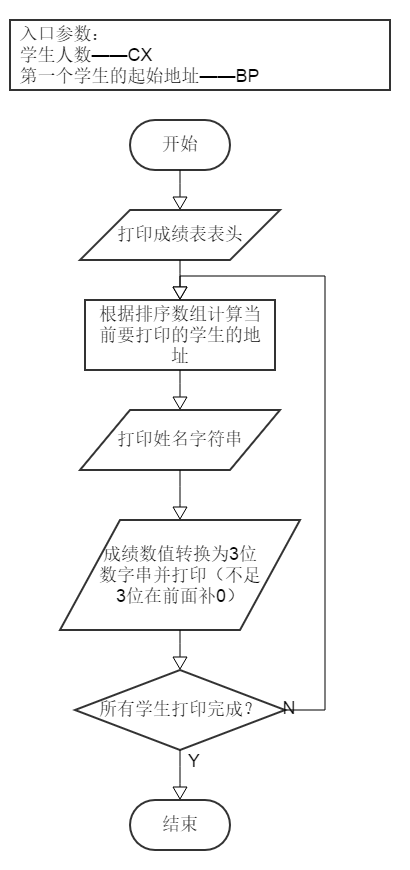 入口参数：
学生人数——CX
第一个学生的起始地址——BP
开始
打印成绩表表头
根据排序数组计算当
前要打印的学生的地
址
打印姓名字符串
成绩数值转换为3位
数字串并打印（不足
3位在前面补0）
所有学生打印完成？
N
Y
结束